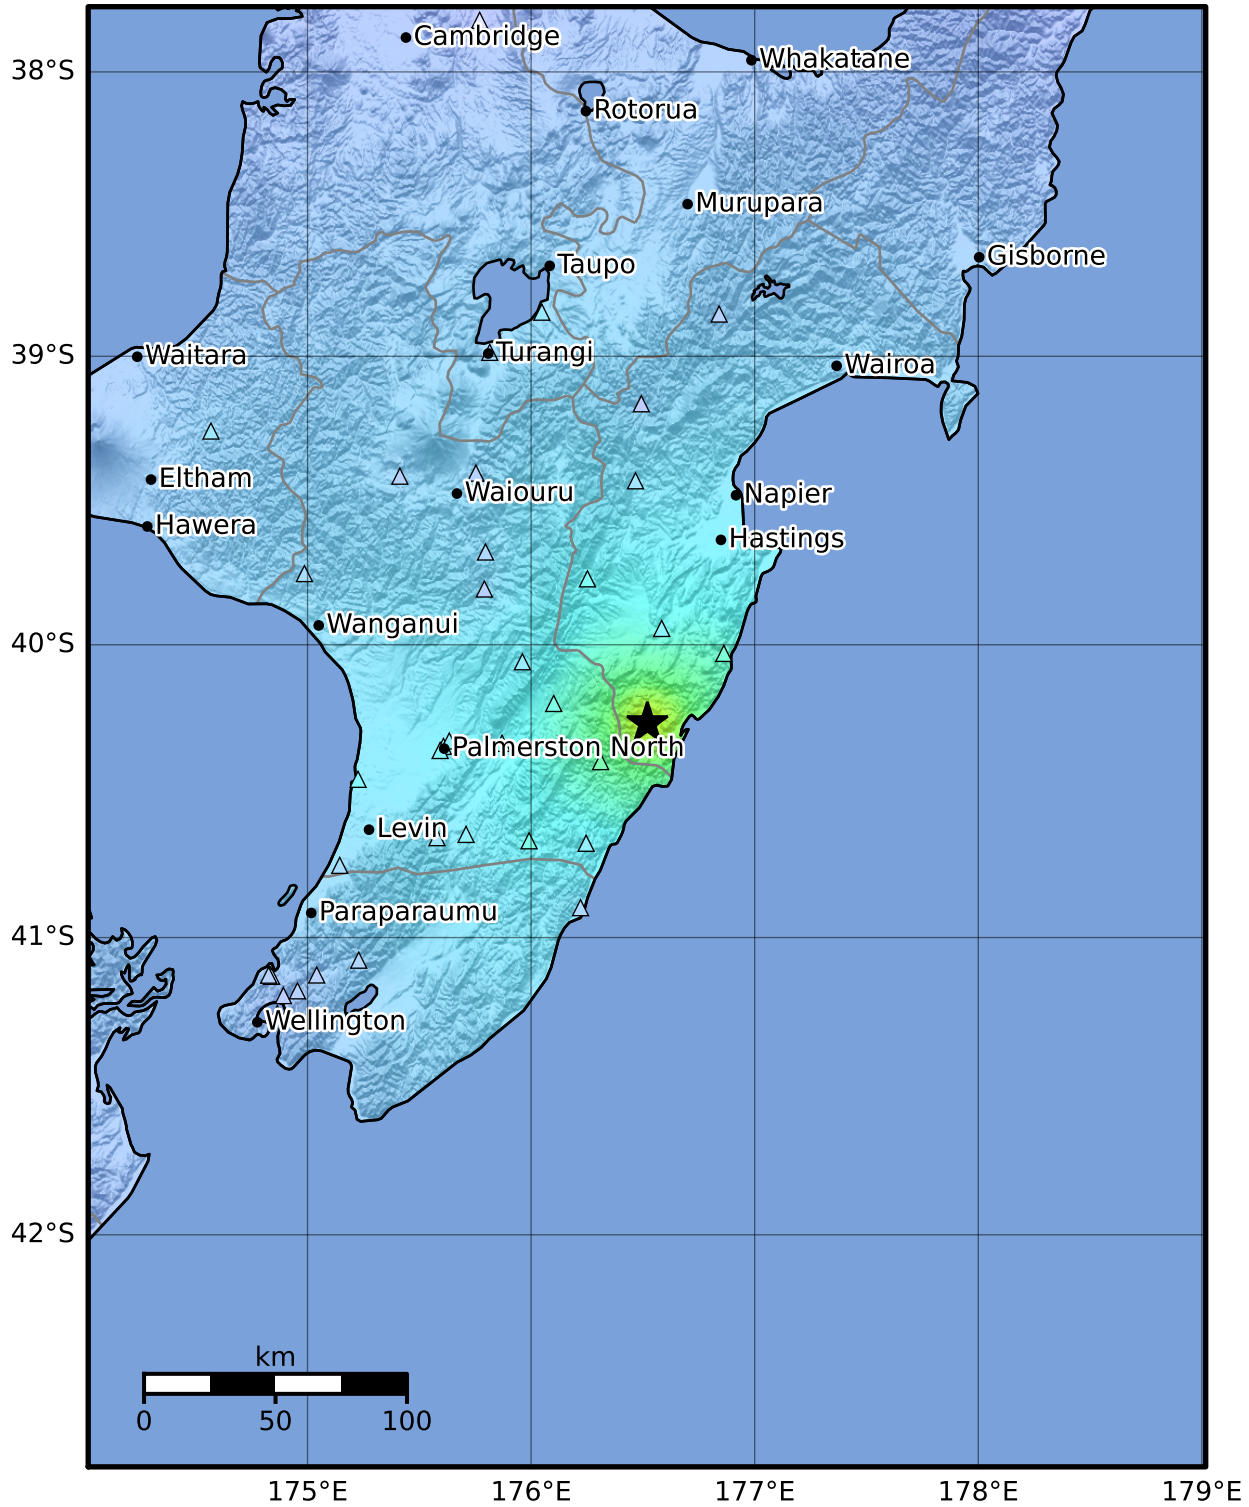 Cambridge
Whakatane
38°S
Rotorua
Murupara
Gisborne
Taupo
Turangi
39°S
Waitara
Wairoa
Eltham
Waiouru
Napier
Hawera
Hastings
Wanganui
40°S
Palmerston North
Levin
Paraparaumu
41°S
Wellington
42°S
km
0 50 100
175°E 176°E 177°E 178°E 179°E